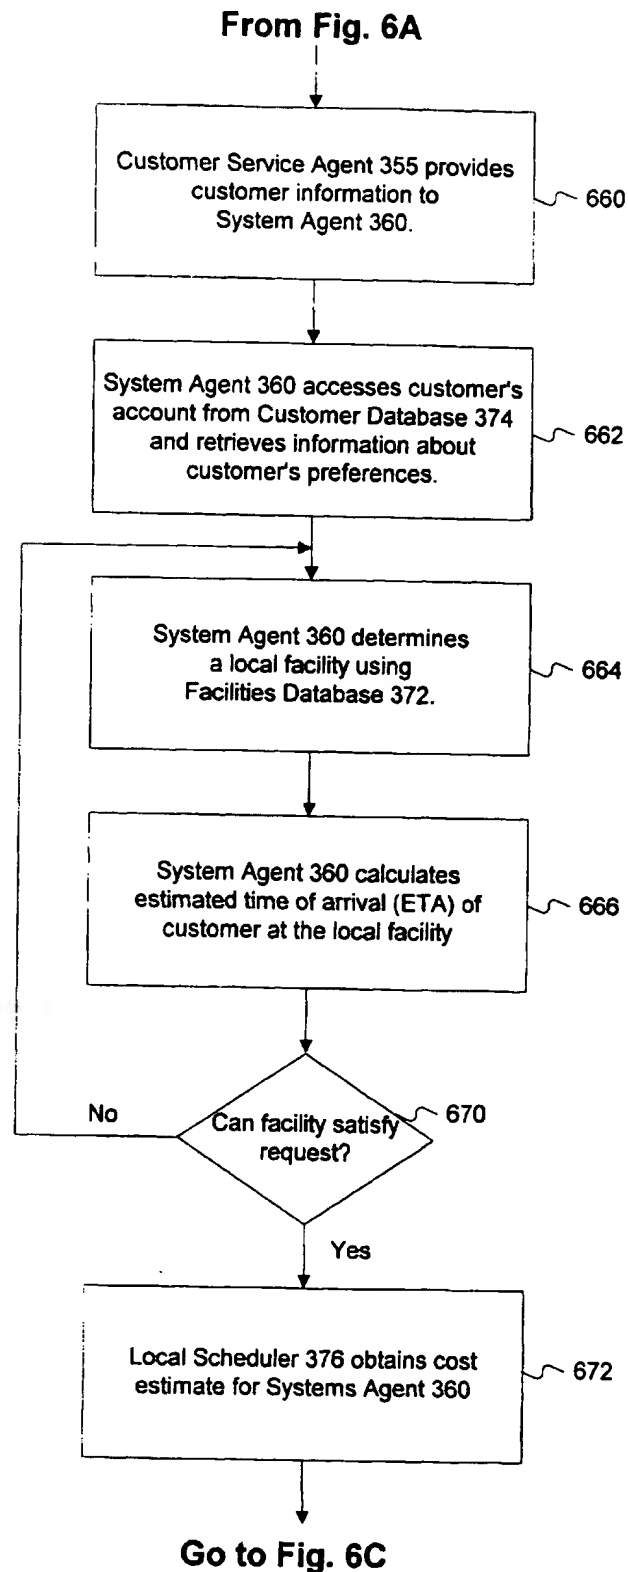 From Fig. 6A
Customer Service Agent 355 provides
customer information to
System Agent 360.
660
System Agent 360 accesses customer's
account from Customer Database 374
and retrieves information about
customer's preferences.
662
System Agent 360 determines
a local facility using
Facilities Database 372.
664
System Agent 360 calculates
estimated time of arrival (ETA) of
customer at the local facility
666
No
Can facility satisfy
request?
670
Yes
Local Scheduler 376 obtains cost
estimate for Systems Agent 360
672
Go to Fig. 6C